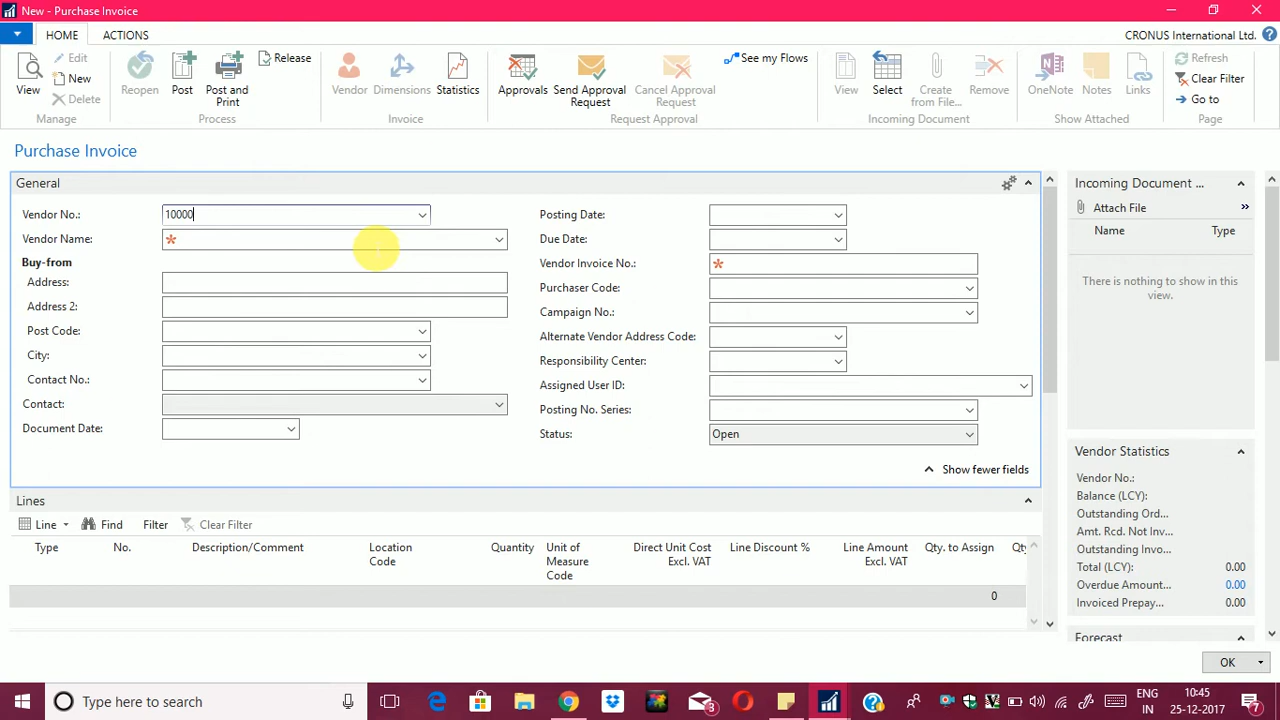 New - Purchase Invoice
HOME ACTIONS
CRONUS International Ltd.
View
Edit
New
Delete
Manage
Reopen
Post
Post and
Print
Release
Process
Vendor
Dimensions
Statistics
Invoice
Approvals
Send Approval
Request
Cancel Approval
Request
See my Flows
Request Approval
View
Select
Create
from File...
Remove
Incoming Document
OneNote
Notes
Links
Show Attached
Refresh
Clear Filter
Go to
Page
Purchase Invoice
General
Vendor No.: 10000
Vendor Name: *
Buy-from
Address:
Address 2:
Post Code:
City:
Contact No.:
Contact:
Document Date:
Posting Date:
Due Date:
Vendor Invoice No.: *
Purchaser Code:
Campaign No.:
Alternate Vendor Address Code:
Responsibility Center:
Assigned User ID:
Posting No. Series:
Status: Open
Show fewer fields
Lines
Line Find Filter Clear Filter
Type
No.
Description/Comment
Location
Code
Quantity
Unit of
Measure
Code
Direct Unit Cost
Excl. VAT
Line Discount %
Line Amount
Excl. VAT
Qty. to Assign
Qty
0
Incoming Document ...
Attach File
Name Type
There is nothing to show in this
view.
Vendor Statistics
Vendor No.:
Balance (LCY):
Outstanding Ord...
Amt. Rcd. Not Inv...
Outstanding Invo...
Total (LCY): 0.00
Overdue Amount... 0.00
Invoiced Prepay... 0.00
Forecast
OK
Type here to search
3
ENG
IN
10:45
25-12-2017
7